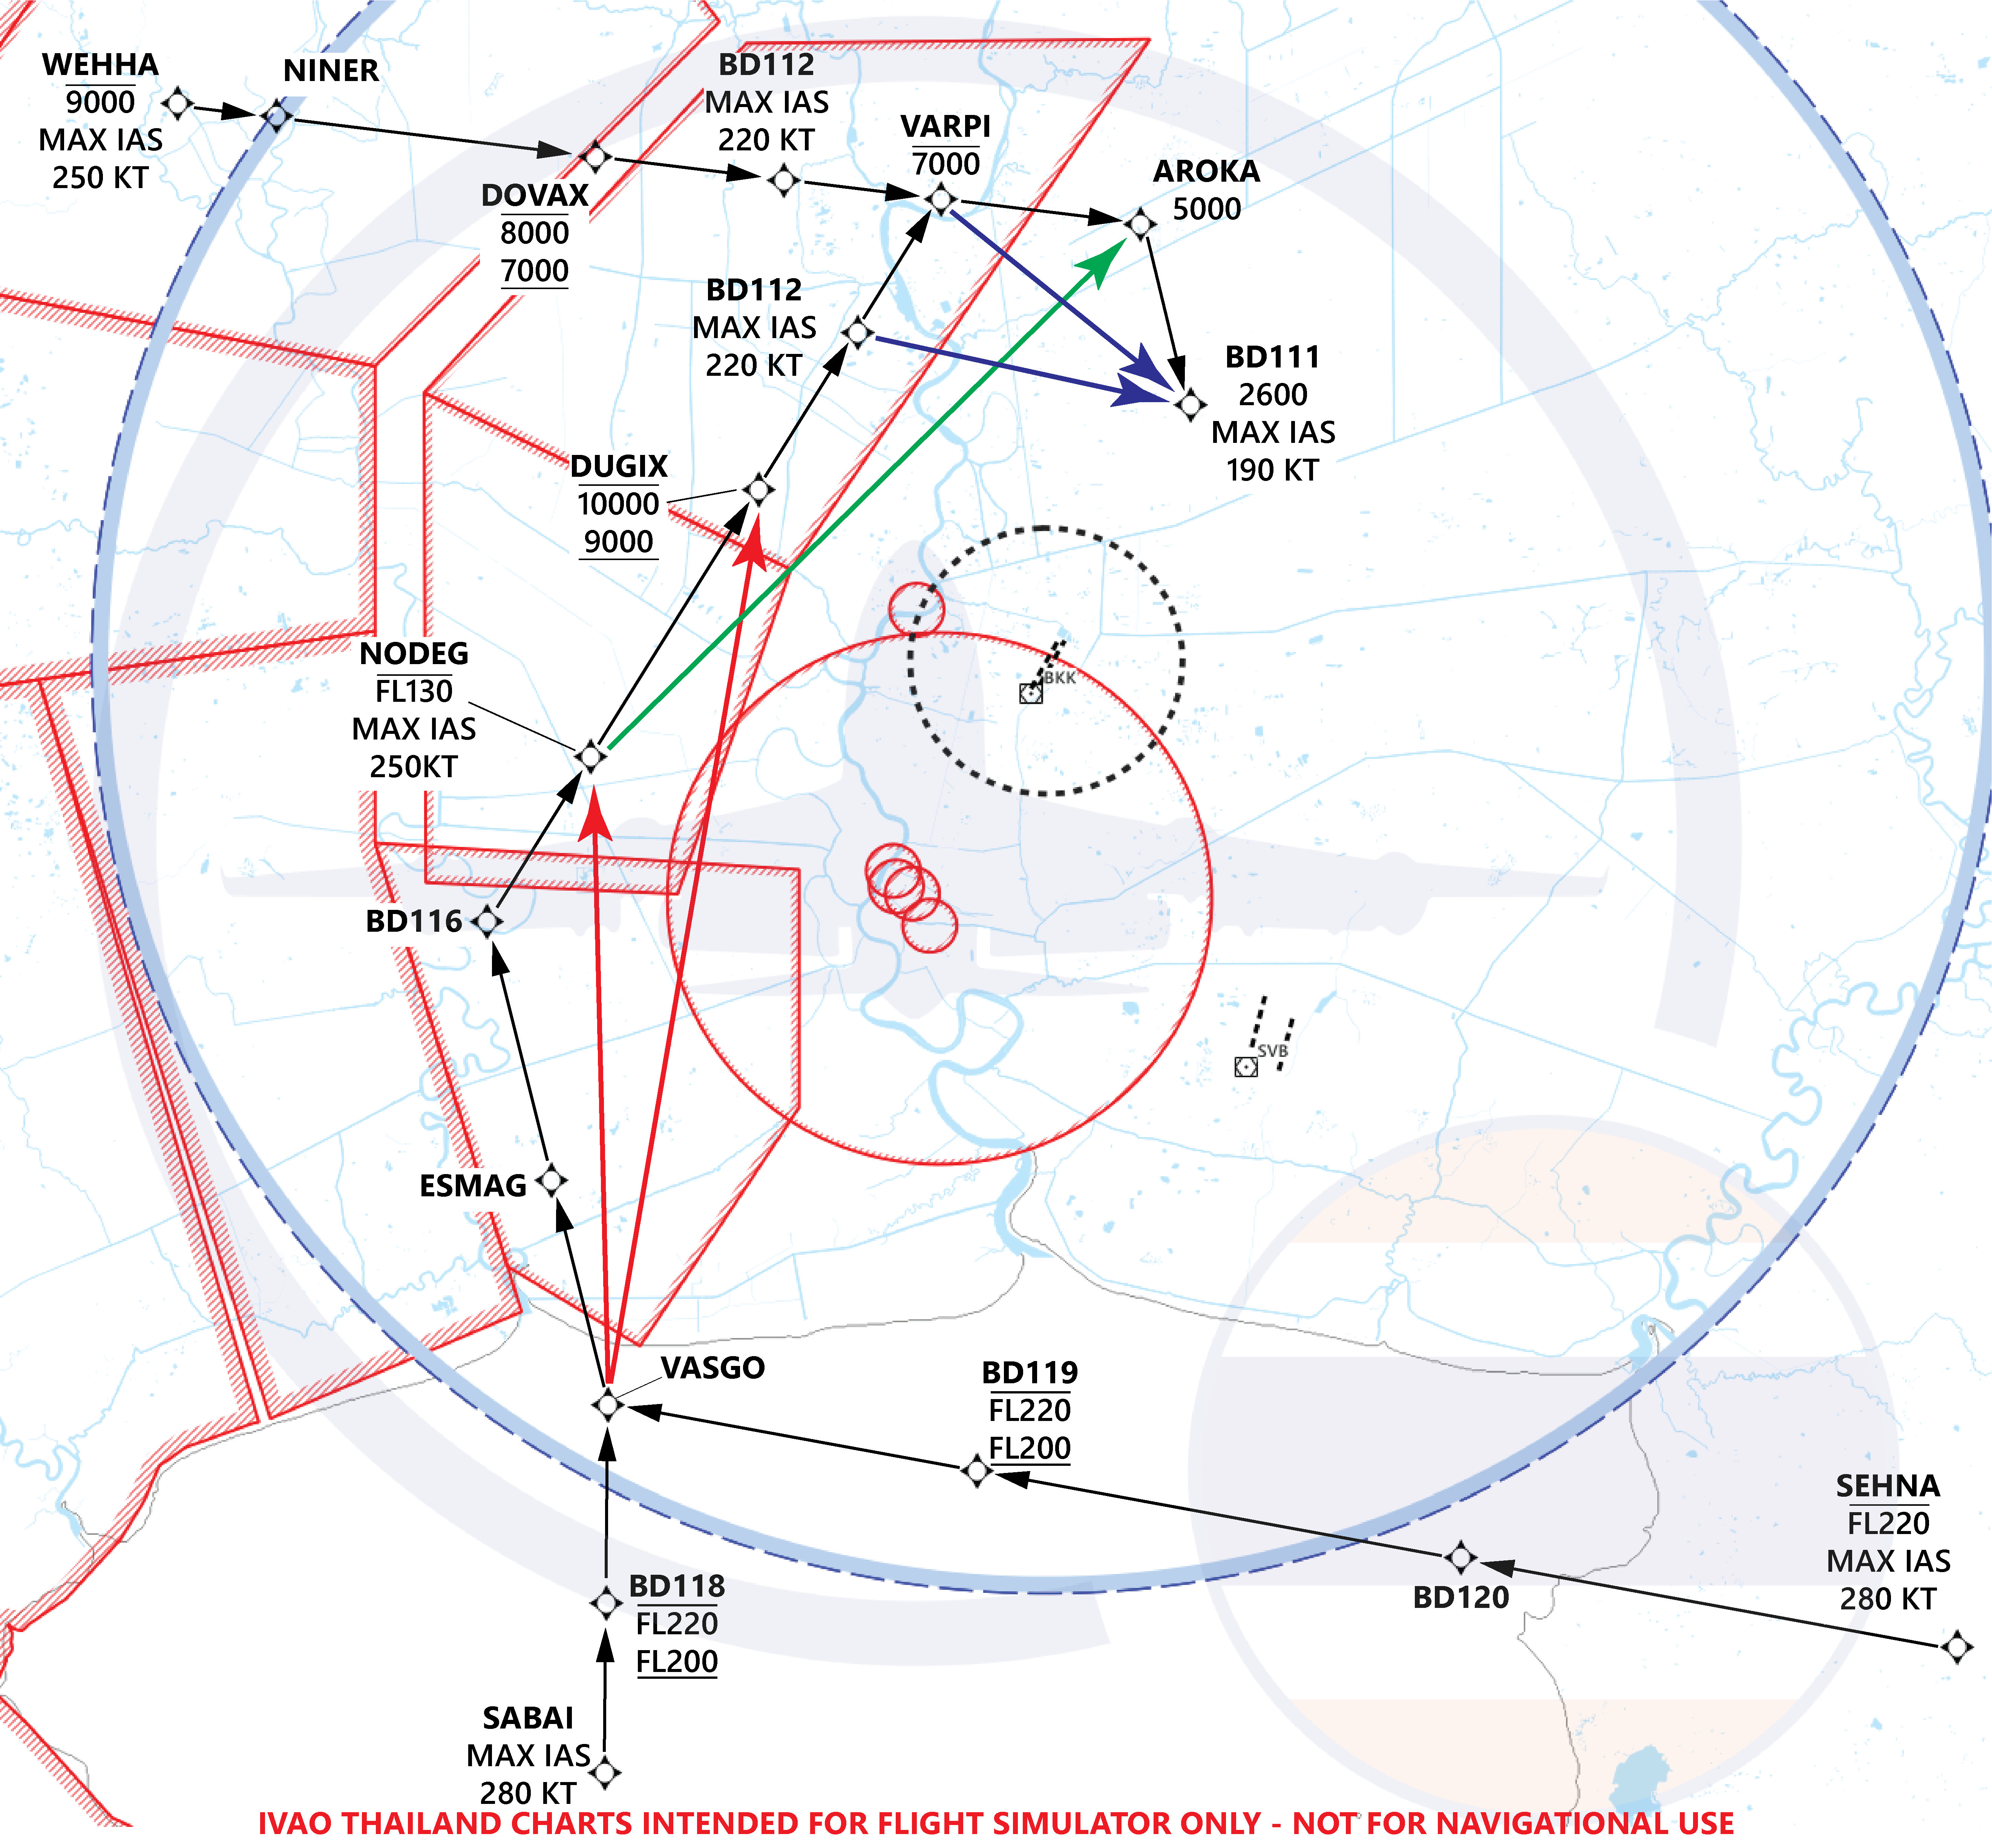 WEHHA
9000
MAX IAS
250 KT
NINER
BD112
MAX IAS
220 KT
VARPI
7000
AROKA
5000
DOVAX
8000
7000
BD112
MAX IAS
220 KT
BD111
2600
MAX IAS
190 KT
DUGIX
10000
9000
NODEG
FL130
MAX IAS
250KT
BKK
BD116
SVB
ESMAG
VASGO
BD119
FL220
FL200
SEHNA
FL220
MAX IAS
280 KT
BD120
BD118
FL220
FL200
SABAI
MAX IAS
280 KT
IVAO THAILAND CHARTS INTENDED FOR FLIGHT SIMULATOR ONLY - NOT FOR NAVIGATIONAL USE